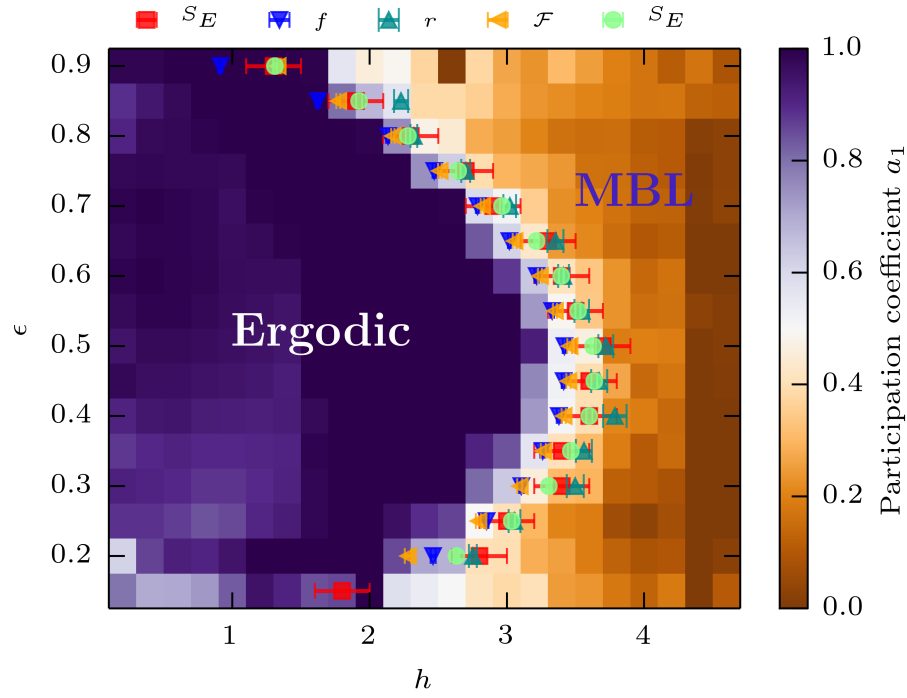 S_E f r ℱ S_E
0.9
0.8
0.7
0.6
0.5
0.4
0.3
0.2
ϵ
MBL
Ergodic
1 2 3 4
h
1.0
0.8
0.6
0.4
0.2
0.0
Participation coefficient a_1